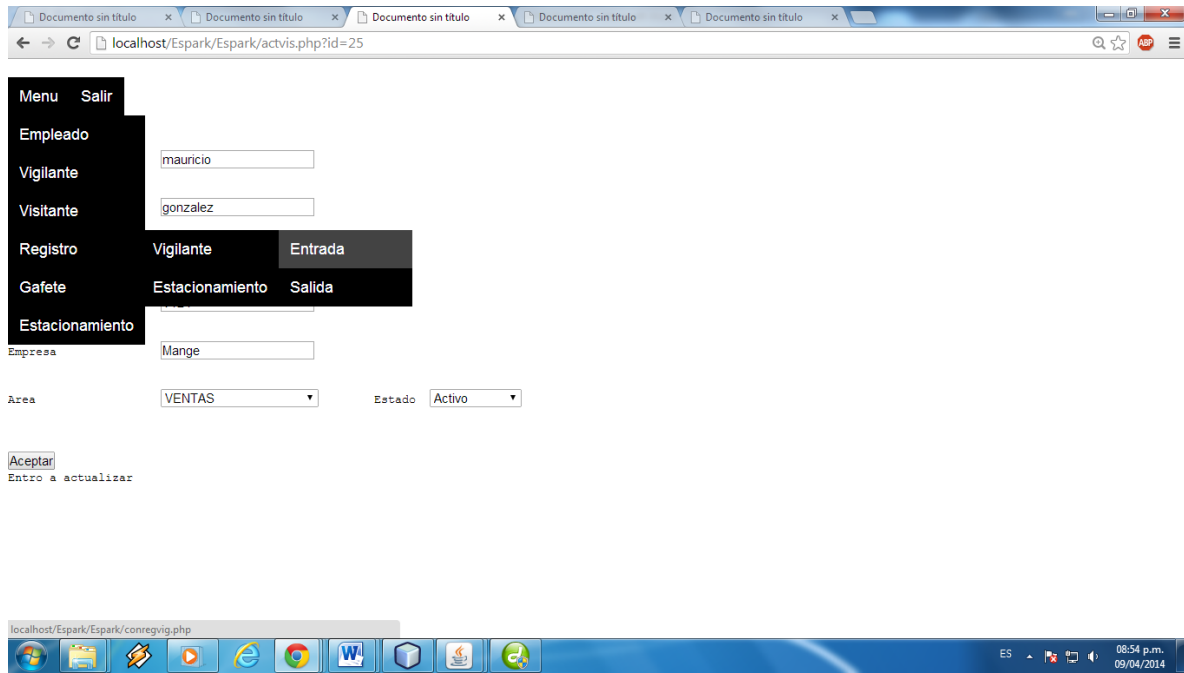 Documento sin título
Documento sin título
Documento sin título
Documento sin título
Documento sin título
localhost/Espark/Espark/actvis.php?id=25
ABP
Menu Salir
Empleado
mauricio
Vigilante
Visitante
gonzalez
Registro Vigilante Entrada
Gafete Estacionamiento Salida
Estacionamiento
Empresa Mange
Area VENTAS Estado Activo
Aceptar
Entro a actualizar
localhost/Espark/Espark/conregvig.php
ES 08:54 p.m.
09/04/2014